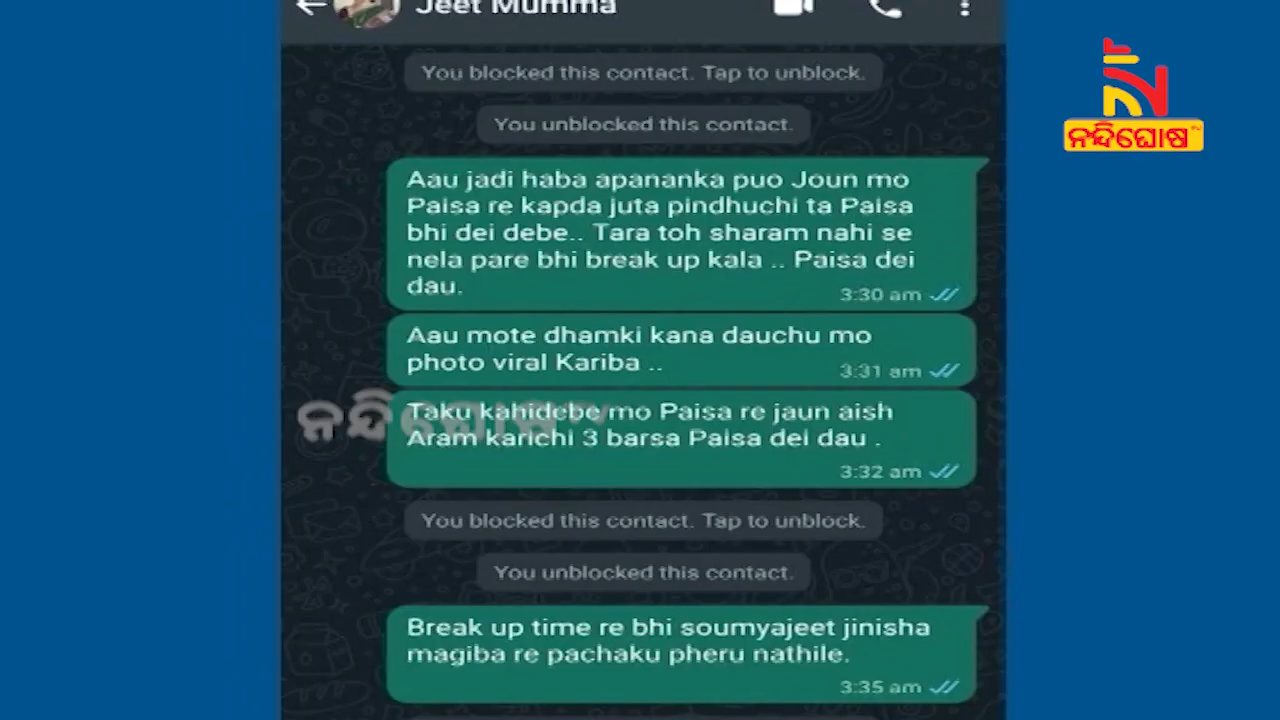 Jeet Mumma
ନନ୍ଦିଘୋଷ
You blocked this contact. Tap to unblock.
You unblocked this contact.
Aau jadi haba apananka puo Joun mo
Paisa re kapda juta pindhuchi ta Paisa
bhi dei debe.. Tara toh sharam nahi se
nela pare bhi break up kala .. Paisa dei
dau.
3:30 am
Aau mote dhamki kana dauchu mo
photo viral Kariba ..
3:31 am
Taku kahidebe mo Paisa re jaun aish
Aram karichi 3 barsa Paisa dei dau .
3:32 am
ନନ୍ଦିଘୋଷ TV
You blocked this contact. Tap to unblock.
You unblocked this contact.
Break up time re bhi soumyajeet jinisha
magiba re pachaku pheru nathile.
3:35 am